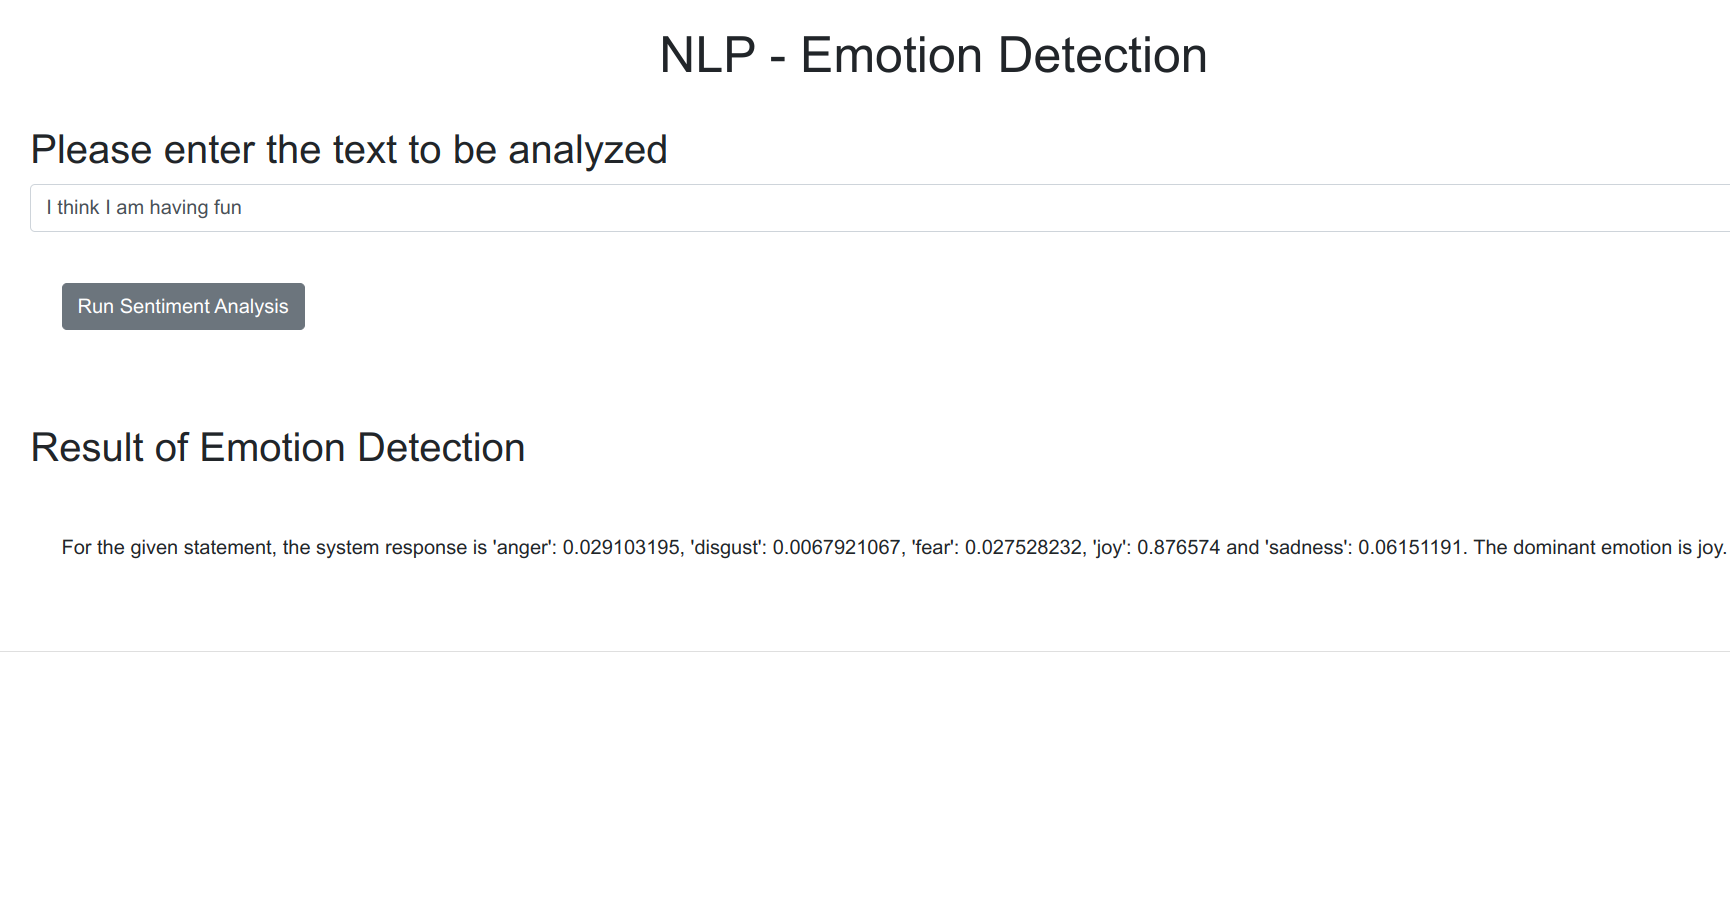 NLP - Emotion Detection
Please enter the text to be analyzed
I think I am having fun
Run Sentiment Analysis
Result of Emotion Detection
For the given statement, the system response is 'anger': 0.029103195, 'disgust': 0.0067921067, 'fear': 0.027528232, 'joy': 0.876574 and 'sadness': 0.06151191. The dominant emotion is joy.